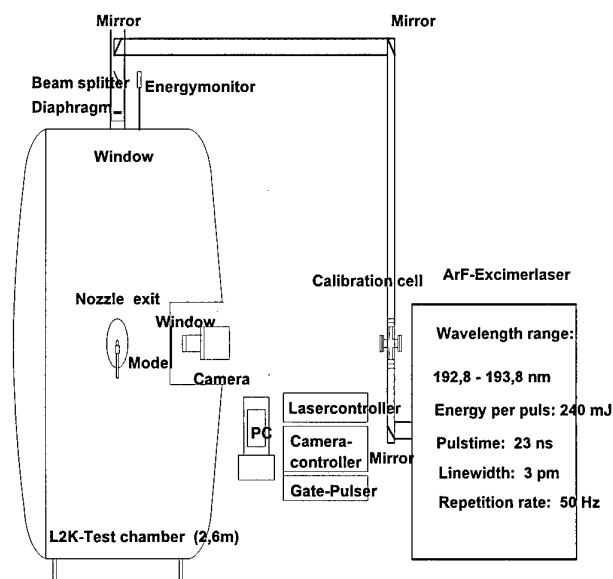 Mirror
Mirror
Beam splitter
Energymonitor
Diaphragm
Window
Calibration cell
ArF-Excimerlaser
Nozzle exit
Window
Model
Camera
Wavelength range:
192,8 - 193,8 nm
Energy per puls: 240 mJ
Pulstime: 23 ns
Linewidth: 3 pm
Repetition rate: 50 Hz
Lasercontroller
PC
Camera-
controller
Mirror
Gate-Pulser
L2K-Test chamber (2,6m)